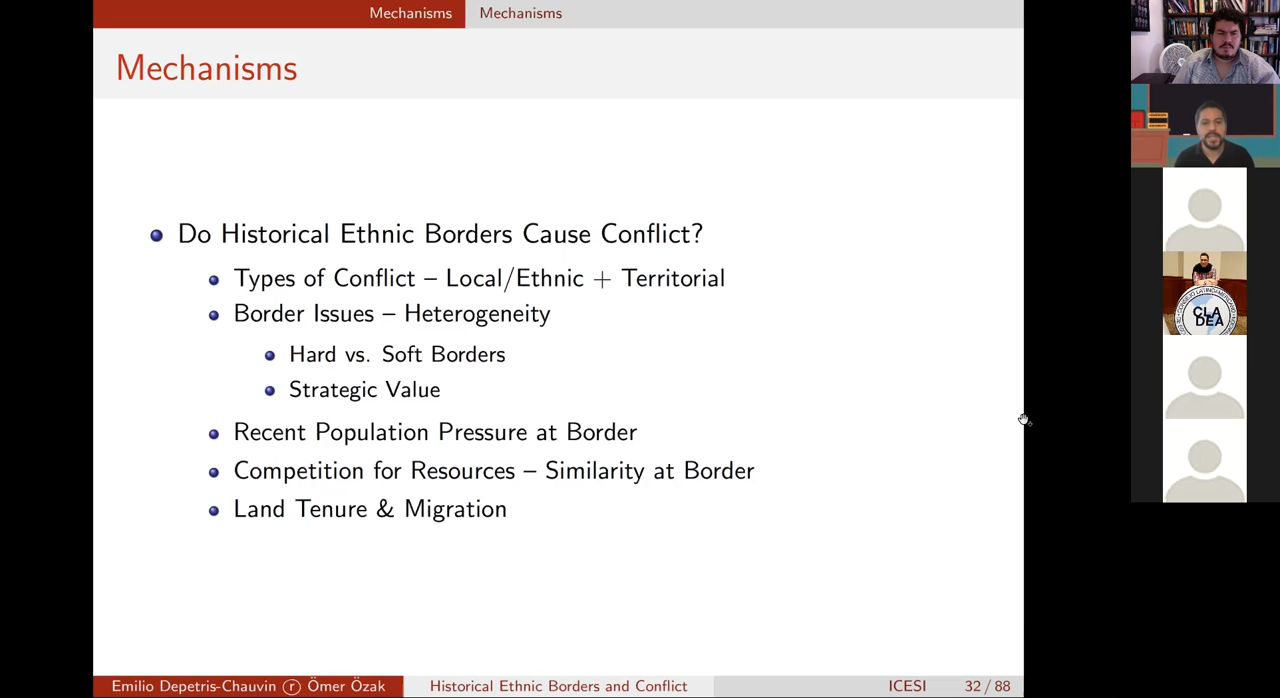 Mechanisms Mechanisms
Mechanisms
Do Historical Ethnic Borders Cause Conflict?
Types of Conflict – Local/Ethnic + Territorial
Border Issues – Heterogeneity
Hard vs. Soft Borders
Strategic Value
Recent Population Pressure at Border
Competition for Resources – Similarity at Border
Land Tenure & Migration
CLA
DEA
Emilio Depetris-Chauvin ⓡ Ömer Özak Historical Ethnic Borders and Conflict ICESI 32 / 88